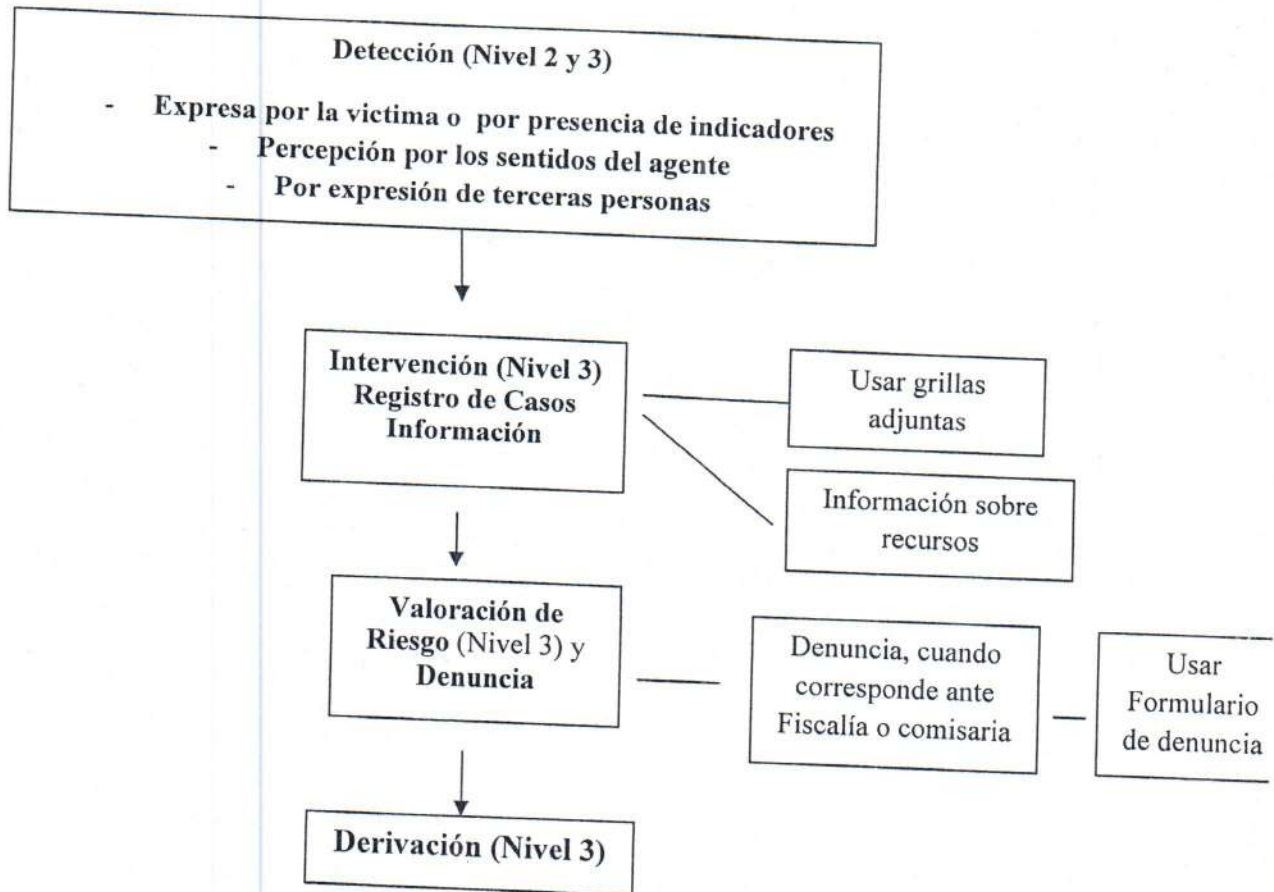 Detección (Nivel 2 y 3)
- Expresa por la victima o por presencia de indicadores
- Percepción por los sentidos del agente
- Por expresión de terceras personas
Intervención (Nivel 3)
Registro de Casos
Información
Usar grillas
adjuntas
Información sobre
recursos
Valoración de
Riesgo (Nivel 3) y
Denuncia
Denuncia, cuando
corresponde ante
Fiscalía o comisaria
Usar
Formulario
de denuncia
Derivación (Nivel 3)